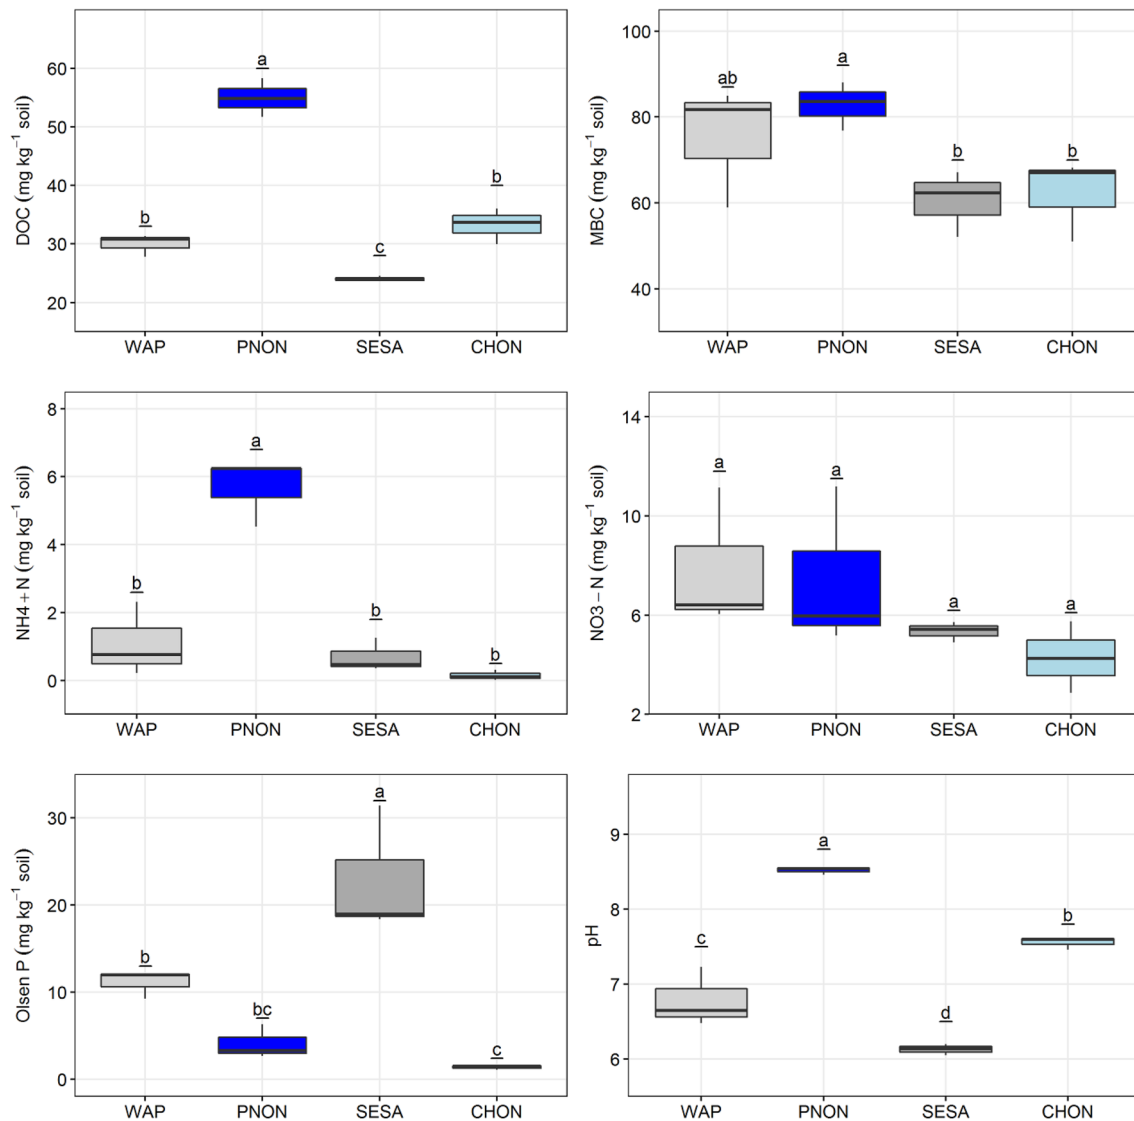 DOC (mg kg⁻¹ soil)
60
50
40
30
20
b
a
c
b
WAP PNON SESA CHON
MBC (mg kg⁻¹ soil)
100
80
60
40
ab
a
b
b
WAP PNON SESA CHON
NH4+N (mg kg⁻¹ soil)
8
6
4
2
0
b
a
b
b
WAP PNON SESA CHON
NO3−N (mg kg⁻¹ soil)
14
10
6
2
a
a
a
a
WAP PNON SESA CHON
Olsen P (mg kg⁻¹ soil)
30
20
10
0
b
bc
a
c
WAP PNON SESA CHON
pH
9
8
7
6
c
a
d
b
WAP PNON SESA CHON